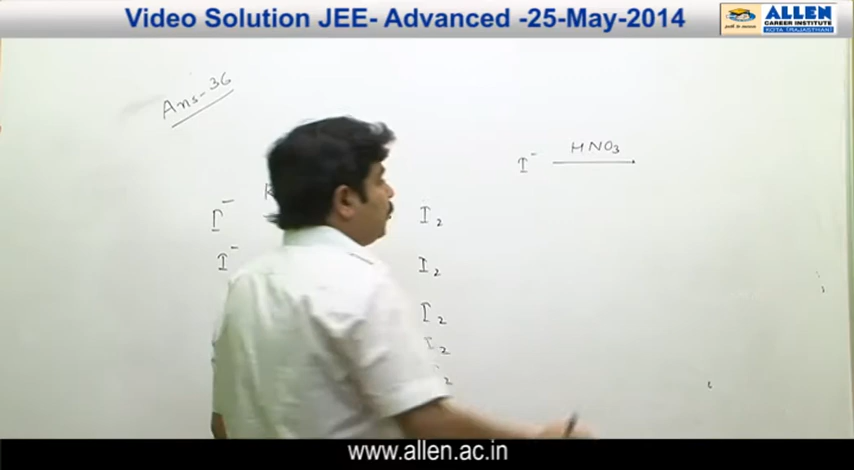 Video Solution JEE- Advanced -25-May-2014
ALLEN
CAREER INSTITUTE
KOTA (RAJASTHAN)
Ans-36
I⁻ HNO₃ →
I⁻ I₂
I⁻ I₂
I₂
I₂
www.allen.ac.in